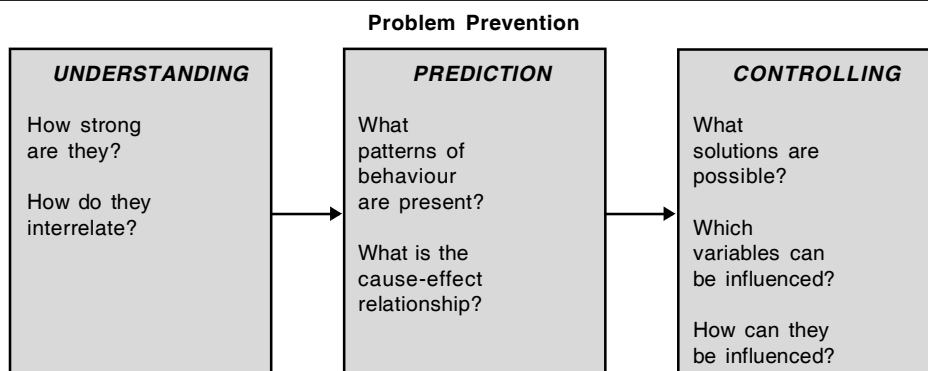 Problem Prevention
UNDERSTANDING
How strong
are they?
How do they
interrelate?
PREDICTION
What
patterns of
behaviour
are present?
What is the
cause-effect
relationship?
CONTROLLING
What
solutions are
possible?
Which
variables can
be influenced?
How can they
be influenced?